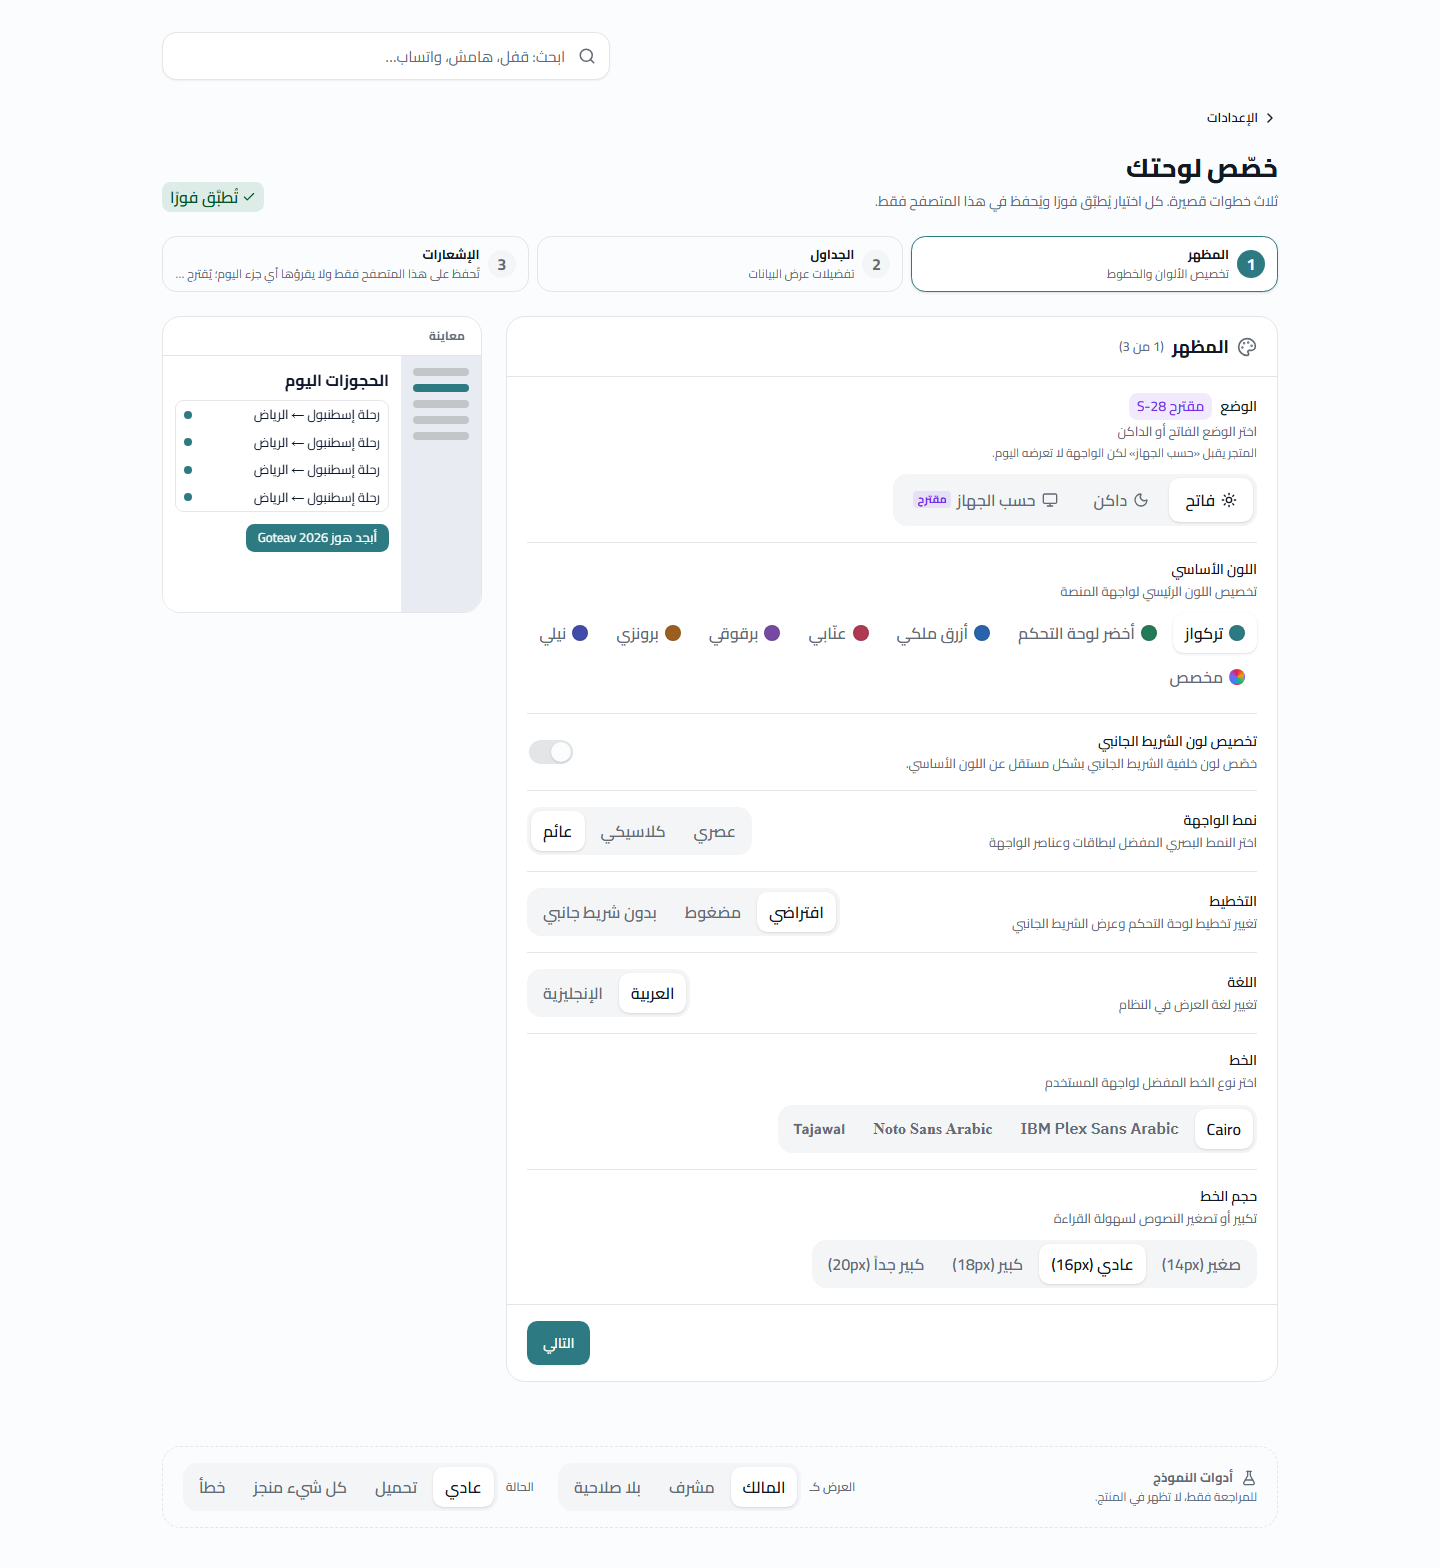 ابحث: قفل، هامش، واتساب...
الإعدادات
خصّص لوحتك
ثلاث خطوات قصيرة. كل اختيار يُطبَّق فورًا ويُحفظ في هذا المتصفح فقط.
تُطبّق فورًا
1 المظهر
تخصيص الألوان والخطوط
2 الجداول
تفضيلات عرض البيانات
3 الإشعارات
تُحفظ على هذا المتصفح فقط ولا يقرؤها أي جزء اليوم؛ يُقترح ...
المظهر (1 من 3)
الوضع مقترح S-28
اختر الوضع الفاتح أو الداكن
المتجر يقبل «حسب الجهاز» لكن الواجهة لا تعرضه اليوم.
فاتح داكن حسب الجهاز مقترح
اللون الأساسي
تخصيص اللون الرئيسي لواجهة المنصة
تركواز أخضر لوحة التحكم أزرق ملكي عنّابي برقوقي برونزي نيلي
مخصص
تخصيص لون الشريط الجانبي
خصّص لون خلفية الشريط الجانبي بشكل مستقل عن اللون الأساسي.
نمط الواجهة
اختر النمط البصري المفضل لبطاقات وعناصر الواجهة
عصري كلاسيكي عائم
التخطيط
تغيير تخطيط لوحة التحكم وعرض الشريط الجانبي
افتراضي مضغوط بدون شريط جانبي
اللغة
تغيير لغة العرض في النظام
العربية الإنجليزية
الخط
اختر نوع الخط المفضل لواجهة المستخدم
Cairo IBM Plex Sans Arabic Noto Sans Arabic Tajawal
حجم الخط
تكبير أو تصغير النصوص لسهولة القراءة
صغير (14px) عادي (16px) كبير (18px) كبير جداً (20px)
التالي
معاينة
الحجوزات اليوم
رحلة إسطنبول ← الرياض
رحلة إسطنبول ← الرياض
رحلة إسطنبول ← الرياض
رحلة إسطنبول ← الرياض
أبجد هوز Goteav 2026
أدوات النموذج
للمراجعة فقط، لا تظهر في المنتج.
العرض كـ المالك مشرف بلا صلاحية
الحالة عادي تحميل كل شيء منجز خطأ